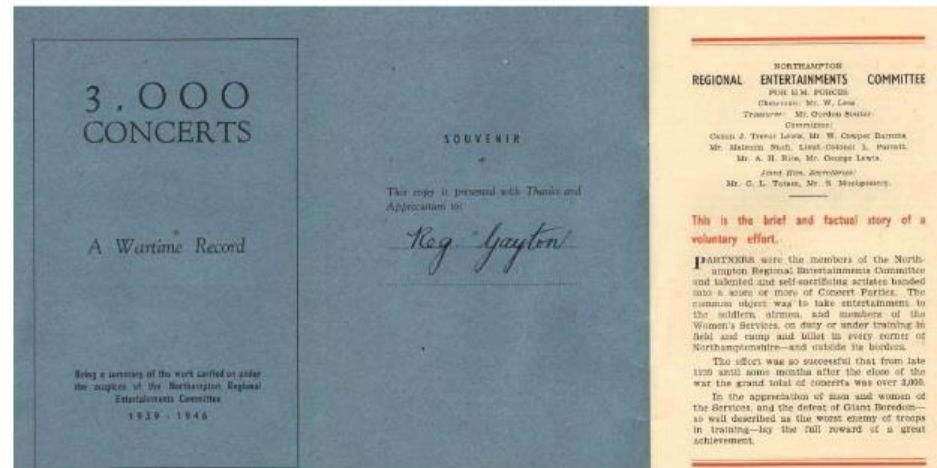 3,000
CONCERTS
A Wartime Record
Being a summary of the work carried on under
the auspices of the Northampton Regional
Entertainments Committee
1939 - 1946
SOUVENIR
This copy is presented with Thanks and
Appreciation to:
Reg Gayton
NORTHAMPTON
REGIONAL ENTERTAINMENTS COMMITTEE
FOR H.M. FORCES
Chairman: Mr. W. Lees
Treasurer: Mr. Gordon Soutar
Committee:
Canon J. Trevor Lewis, Mr. W. Cowper Barrons,
Mr. Malcolm Nash, Lieut.-Colonel L.
Mr. A. H. Rice, Mr. George Lewis.
Joint Hon. Secretaries:
Mr. C. L. Totam, Mr. S. Montgomery.
This is the brief and factual story of a
voluntary effort.
PARTNERS were the members of the North-
ampton Regional Entertainments Committee
and talented and self-sacrificing artistes banded
into a score or more of Concert Parties. The
common object was to take entertainment to
the soldiers, airmen, and members of the
Women's Services, on duty or under training in
field and camp and billet in every corner of
Northamptonshire—and outside its borders.
The effort was so successful that from late
1939 until some months after the close of the
war the grand total of concerts was over 3,000.
In the appreciation of men and women of
the Services, and the defeat of Giant Boredom—
so well described as the worst enemy of troops
in training—lay the full reward of a great
achievement.